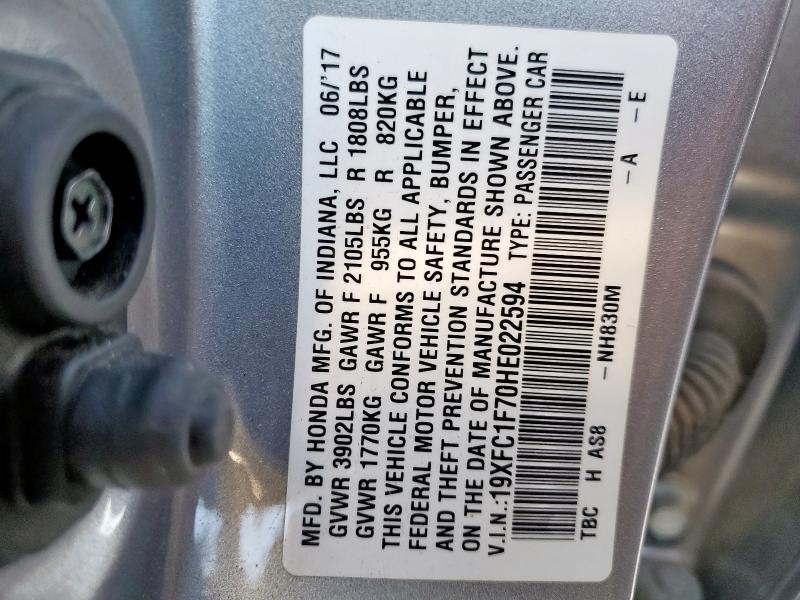 MFD. BY HONDA MFG. OF INDIANA, LLC 06/'17
GVWR 3902LBS GAWR F 2105LBS R 1808LBS
GVWR 1770KG GAWR F 955KG R 820KG
THIS VEHICLE CONFORMS TO ALL APPLICABLE
FEDERAL MOTOR VEHICLE SAFETY, BUMPER,
AND THEFT PREVENTION STANDARDS IN EFFECT
ON THE DATE OF MANUFACTURE SHOWN ABOVE.
V.I.N.:19XFC1F70HE022594 TYPE: PASSENGER CAR
TBC H AS8 -NH830M -A -E